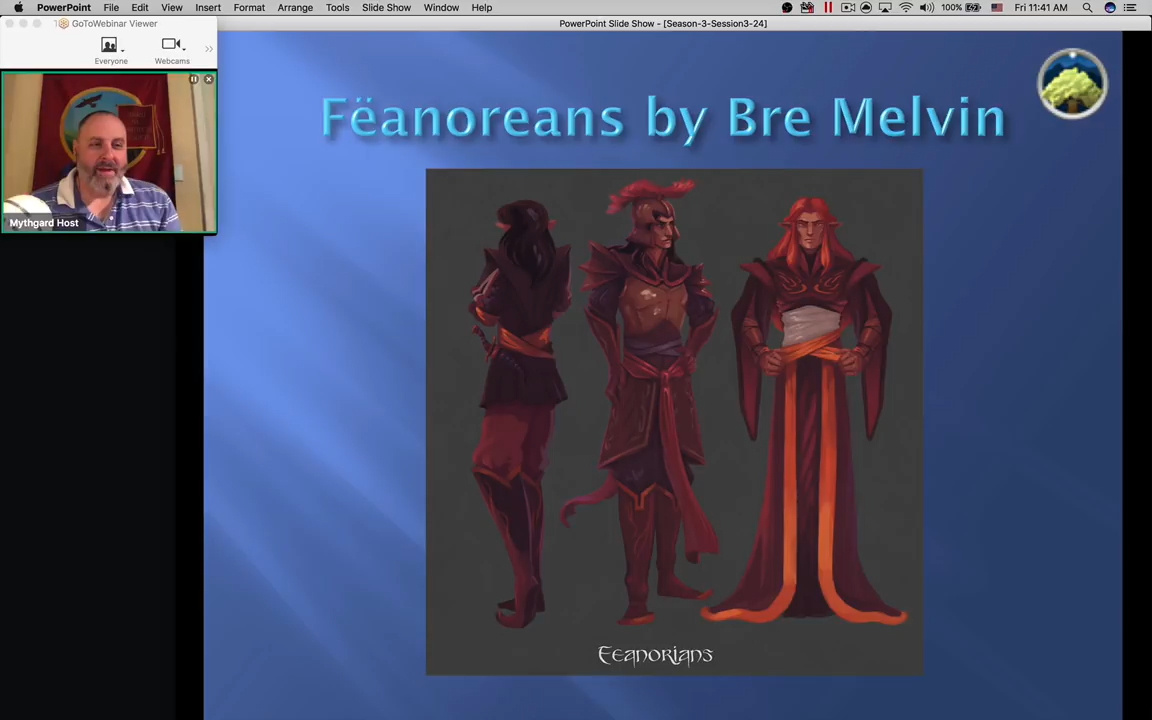 PowerPoint File Edit View Insert Format Arrange Tools Slide Show Window Help 100% Fri 11:41 AM
GoToWebinar Viewer
PowerPoint Slide Show - [Season-3-Session3-24]
Everyone Webcams
Mythgard Host
Fëanoreans by Bre Melvin
Feanorians